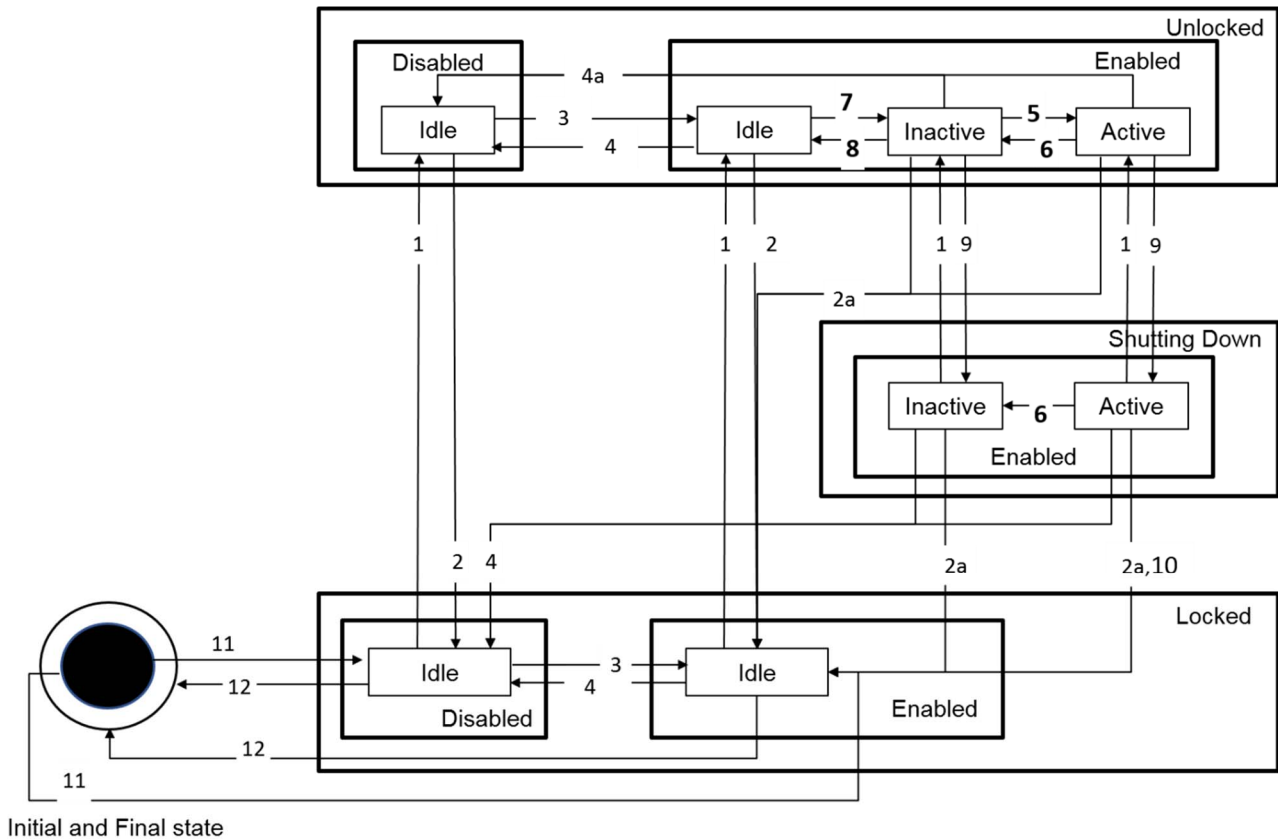 Unlocked
Disabled
Enabled
4a
Idle
3
4
Idle
7
8
Inactive
5
6
Active
1
1
2
1
9
1
9
2a
Shutting Down
Inactive
6
Active
Enabled
2
4
2a
2a,10
Locked
11
12
Idle
Disabled
3
4
Idle
Enabled
12
11
Initial and Final state